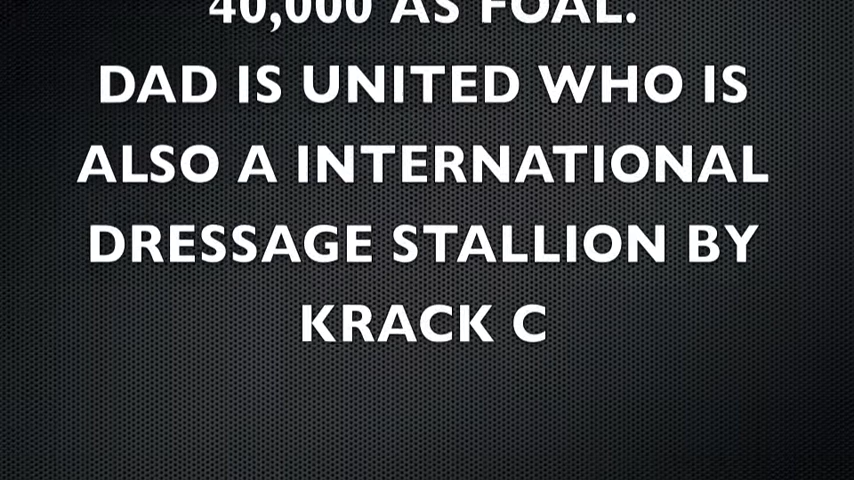 40,000 AS FOAL.
DAD IS UNITED WHO IS
ALSO A INTERNATIONAL
DRESSAGE STALLION BY
KRACK C